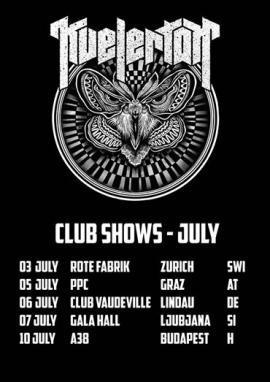 Kvelertak
CLUB SHOWS - JULY
03 JULY ROTE FABRIK ZURICH SWI
05 JULY PPC GRAZ AT
06 JULY CLUB VAUDEVILLE LINDAU DE
07 JULY GALA HALL LJUBJANA SI
10 JULY A38 BUDAPEST H